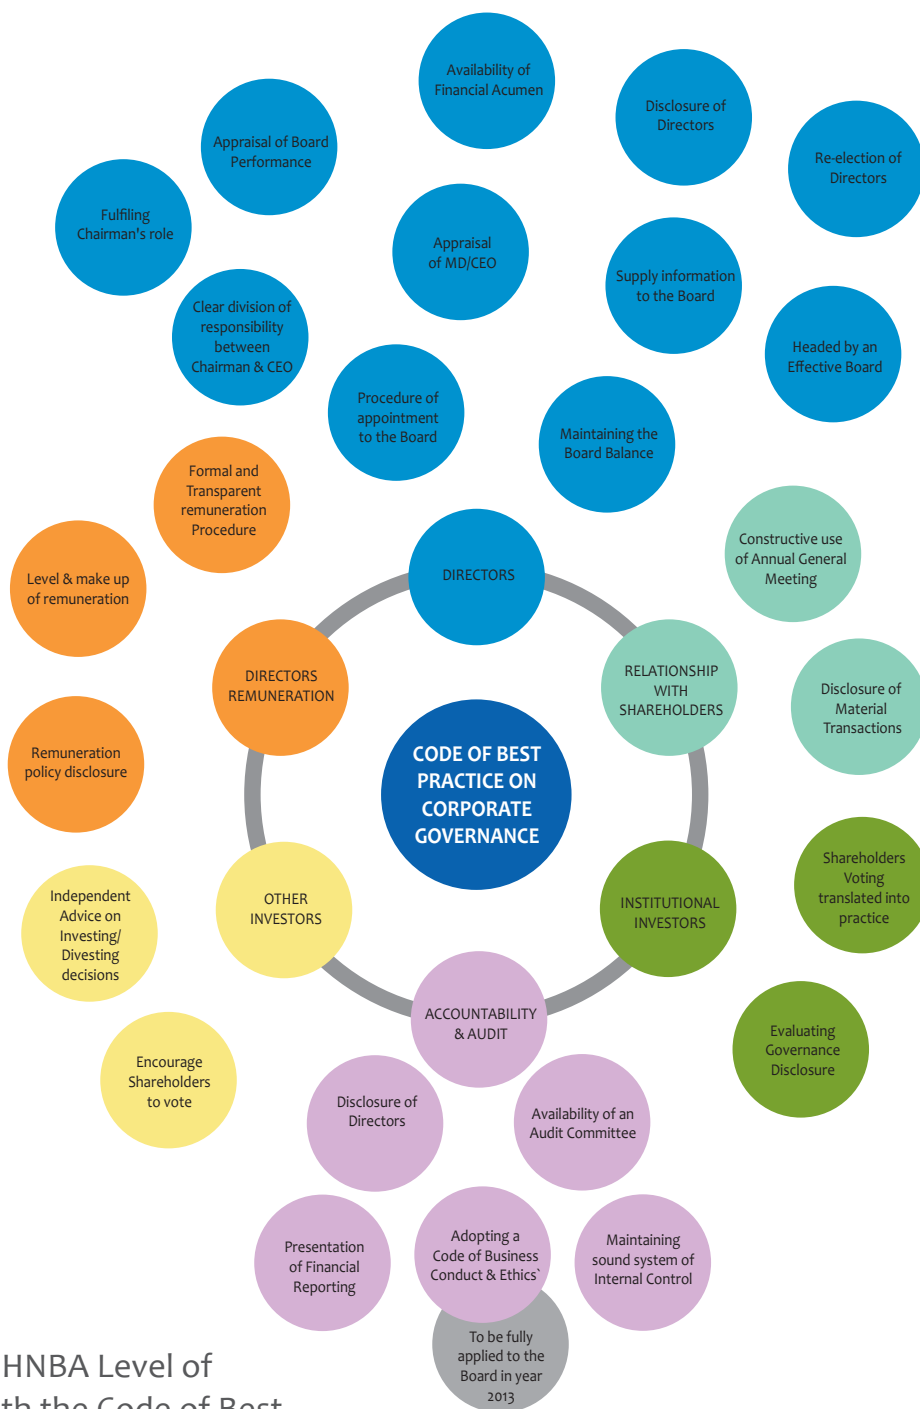 Availability of
Financial Acumen
Disclosure of
Directors
Appraisal of Board
Performance
Re-election of
Directors
Fulfiling
Chairman's role
Appraisal
of MD/CEO
Supply information
to the Board
Clear division of
responsibility
between
Chairman & CEO
Headed by an
Effective Board
Procedure of
appointment
to the Board
Maintaining the
Board Balance
Formal and
Transparent
remuneration
Procedure
Constructive use
of Annual General
Meeting
Level & make up
of remuneration
DIRECTORS
DIRECTORS
REMUNERATION
RELATIONSHIP
WITH
SHAREHOLDERS
Disclosure of
Material
Transactions
Remuneration
policy disclosure
CODE OF BEST
PRACTICE ON
CORPORATE
GOVERNANCE
Shareholders
Voting
translated into
practice
Independent
Advice on
Investing/
Divesting
decisions
OTHER
INVESTORS
INSTITUTIONAL
INVESTORS
ACCOUNTABILITY
& AUDIT
Evaluating
Governance
Disclosure
Encourage
Shareholders
to vote
Disclosure of
Directors
Availability of an
Audit Committee
Presentation
of Financial
Reporting
Adopting a
Code of Business
Conduct & Ethics`
Maintaining
sound system of
Internal Control
To be fully
applied to the
Board in year
2013
HNBA Level of
th the Code of Best